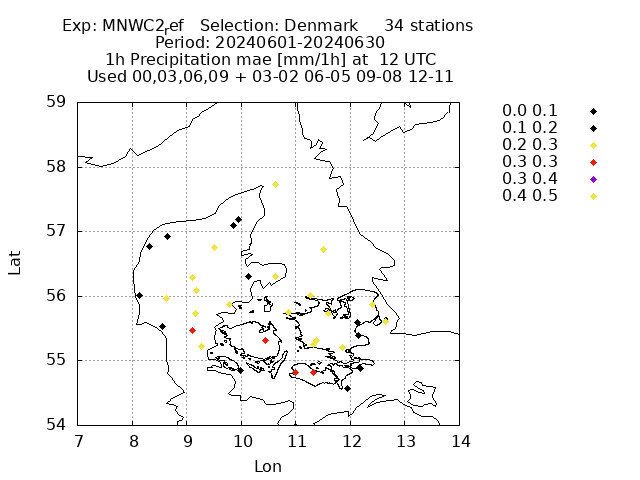 Exp: MNWC2ref   Selection: Denmark     34 stations
Period: 20240601-20240630
1h Precipitation mae [mm/1h] at  12 UTC
Used 00,03,06,09 + 03-02 06-05 09-08 12-11
0.0 0.1
0.1 0.2
0.2 0.3
0.3 0.3
0.3 0.4
0.4 0.5
59
58
57
56
55
54
Lat
7 8 9 10 11 12 13 14
Lon